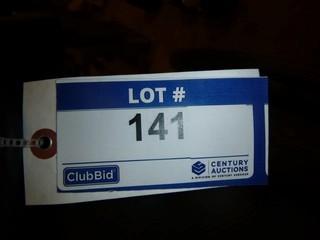 LOT #
141
ClubBid
CENTURY
AUCTIONS
A DIVISION OF CENTURY SERVICES